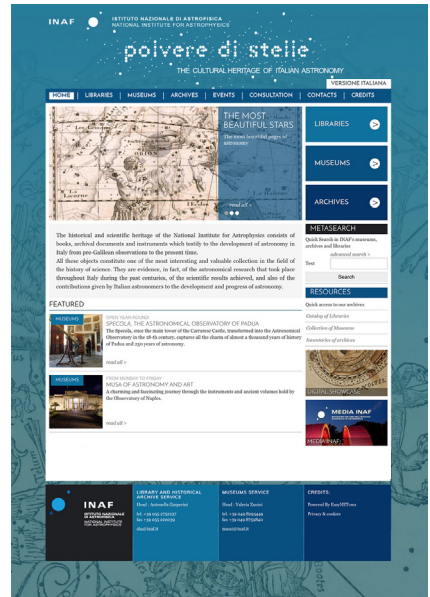 INAF
ISTITUTO NAZIONALE DI ASTROFISICA
NATIONAL INSTITUTE FOR ASTROPHYSICS
polvere di stelle
THE CULTURAL HERITAGE OF ITALIAN ASTRONOMY
VERSIONE ITALIANA
HOME | LIBRARIES | MUSEUMS | ARCHIVES | EVENTS | CONSULTATION | CONTACTS | CREDITS
THE MOST
BEAUTIFUL STARS
The most beautiful pages of
astronomy
read all >
LIBRARIES >
MUSEUMS >
ARCHIVES >
The historical and scientific heritage of the National Institute for Astrophysics consists of
books, archival documents and instruments which testify to the development of astronomy in
Italy from pre-Galilean observations to the present time.
All these objects constitute one of the most interesting and valuable collection in the field of
the history of science. They are evidence, in fact, of the astronomical research that took place
throughout Italy during the past centuries, of the scientific results achieved, and also of the
contributions given by Italian astronomers to the development and progress of astronomy.
METASEARCH
Quick Search in INAF's museums,
archives and libraries
advanced search >
Text
Search
RESOURCES
Quick access to our archives
Catalog of Libraries
Collection of Museums
Inventories of archives
DIGITAL SHOWCASE
MEDIA INAF
MEDIA INAF
FEATURED
MUSEUMS
OPEN YEAR-ROUND
SPECOLA, THE ASTRONOMICAL OBSERVATORY OF PADUA
The Specola, once the main tower of the Carrarese Castle, transformed into the Astronomical
Observatory in the 18-th century, captures all the charm of almost a thousand years of history
of Padua and 250 years of astronomy.
read all >
MUSEUMS
FROM MONDAY TO FRIDAY
MUSA OF ASTRONOMY AND ART
A charming and fascinating journey through the instruments and ancient volumes held by
the Observatory of Naples.
read all >
INAF
ISTITUTO NAZIONALE
DI ASTROFISICA
NATIONAL INSTITUTE
FOR ASTROPHYSICS
LIBRARY AND HISTORICAL
ARCHIVE SERVICE
Head : Antonella Gasperini
MUSEUMS SERVICE
Head : Valeria Zanini
CREDITS:
Powered By EasyNETcms
Privacy & cookies